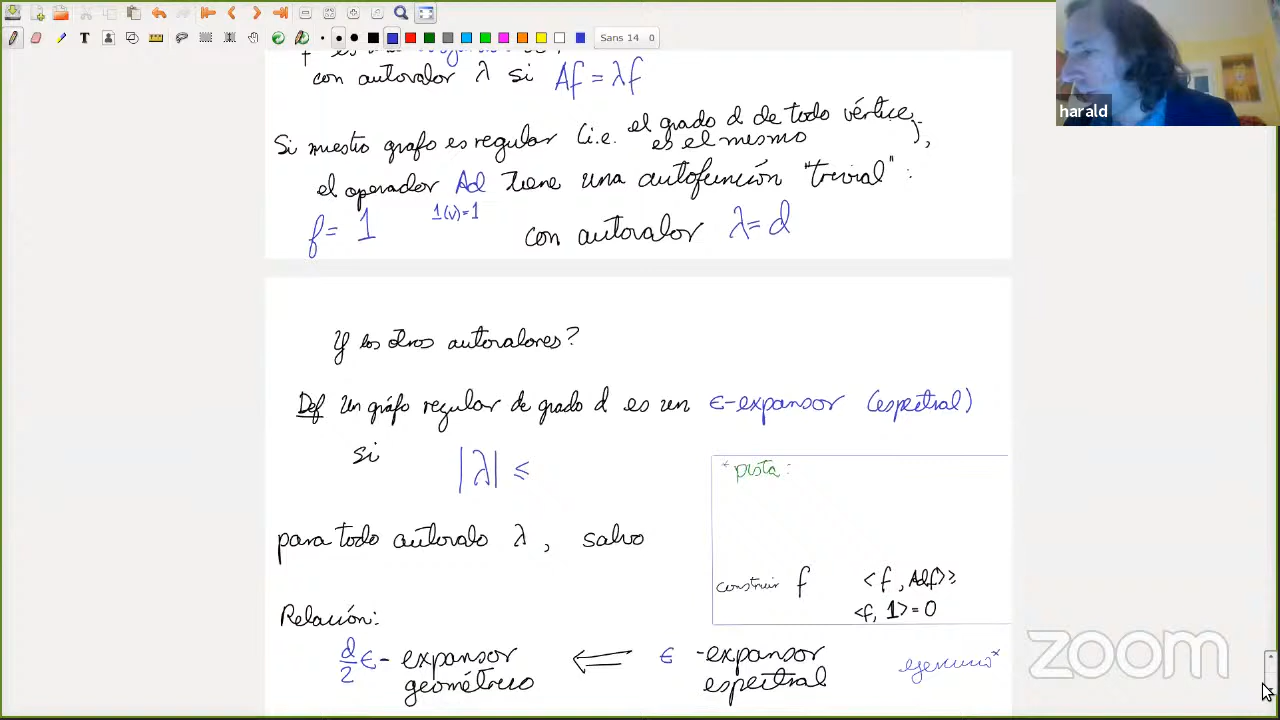 Sans 14 0
harald
con autovalor λ si Af = λf
Si nuestro grafo es regular (i.e. el grado d de todo vértice
es el mismo),
el operador Ad tiene una autofunción "trivial":
f = 1 1(v)=1 con autovalor λ = d
Y los otros autovalores?
Def Un grafo regular de grado d es un ε-expansor (espectral)
si |λ| ≤
* pista:
para todo autovalo λ, salvo
construir f <f, Adf> ≥
<f, 1> = 0
Relación:
d/2 ε- expansor geométrico ⇐ ε -expansor espectral
ejercicio*
zoom